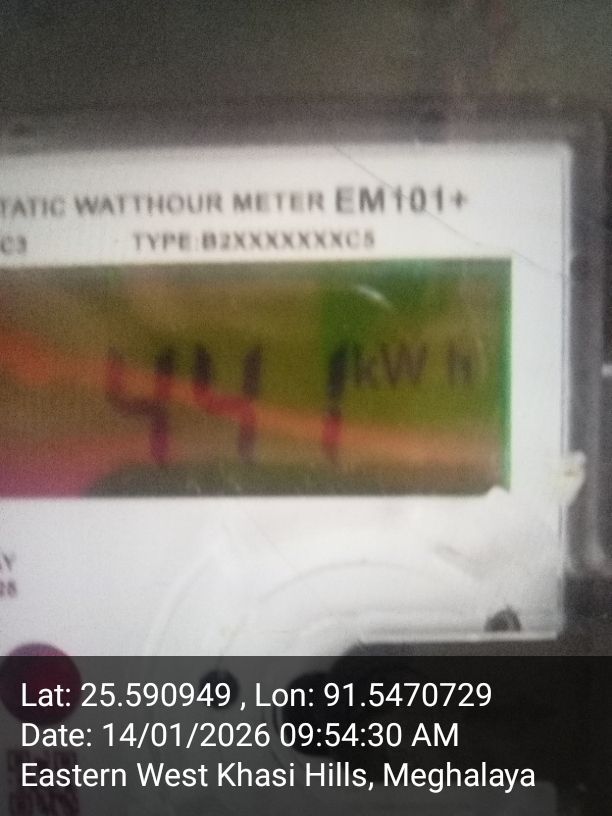 TATIC WATTHOUR METER EM101+
C3 TYPE:B2XXXXXXXC5
441 kWh
Lat: 25.590949 , Lon: 91.5470729
Date: 14/01/2026 09:54:30 AM
Eastern West Khasi Hills, Meghalaya